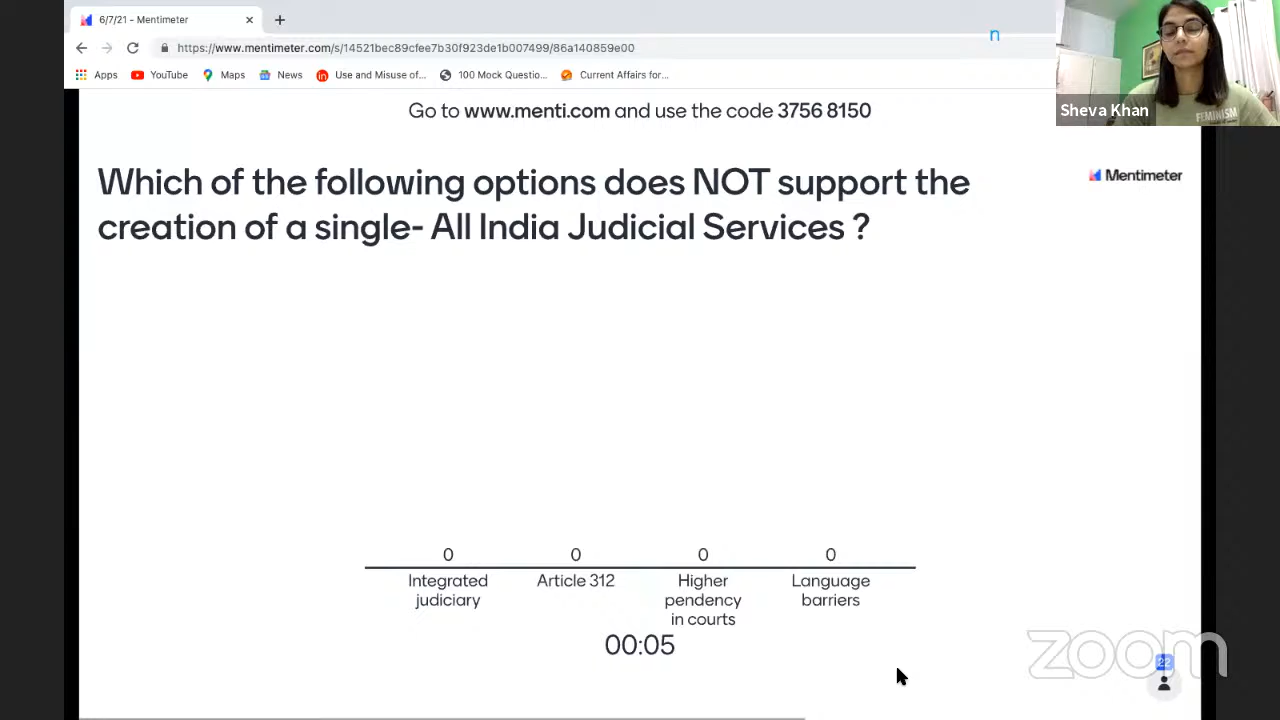 6/7/21 - Mentimeter
https://www.mentimeter.com/s/14521bec89cfee7b30f923de1b007499/86a140859e00
n
Apps YouTube Maps News Use and Misuse of... 100 Mock Questio... Current Affairs for...
FEMINISM
Sheva Khan
Go to www.menti.com and use the code 3756 8150
Mentimeter
Which of the following options does NOT support the
creation of a single- All India Judicial Services ?
0 0 0 0
Integrated
judiciary
Article 312
Higher
pendency
in courts
Language
barriers
00:05
zoom
22